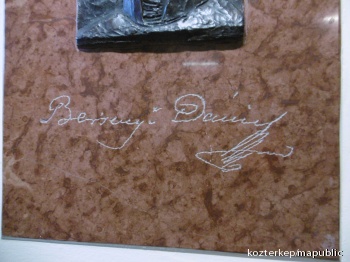 Berzsenyi Dániel
kozterkep/mapublic